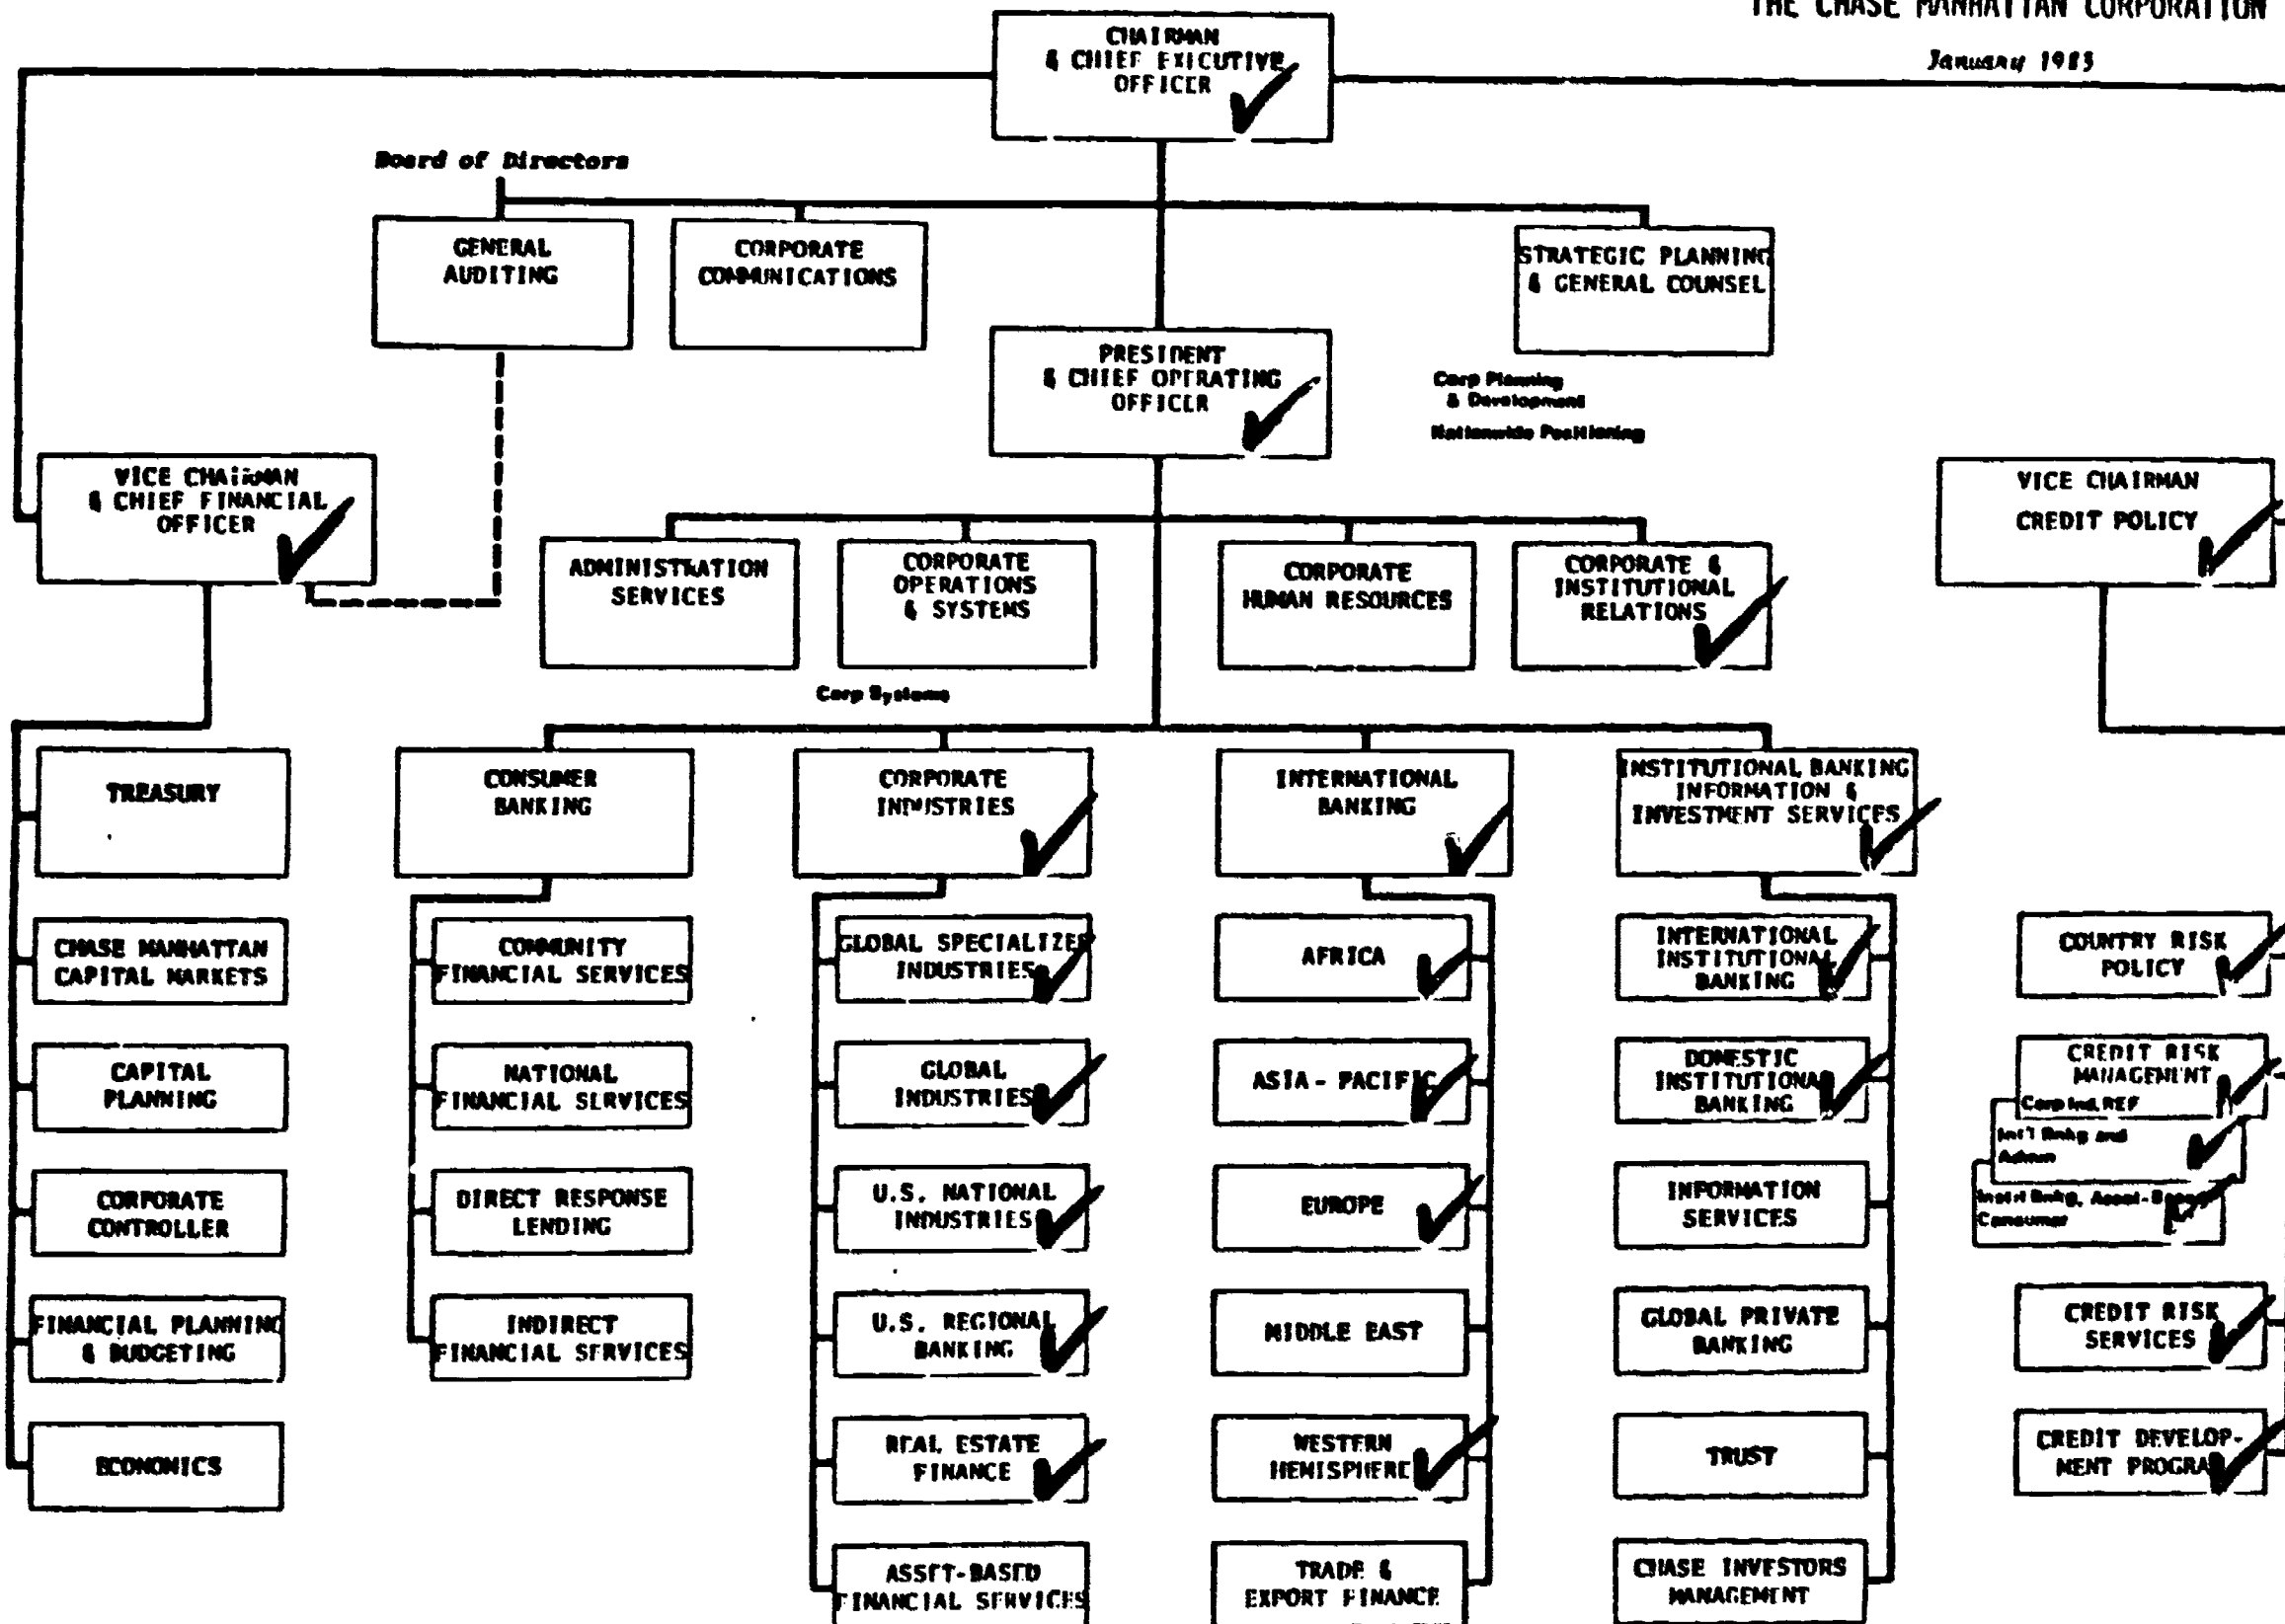 THE CHASE MANHATTAN CORPORATION
January 1983
CHAIRMAN
& CHIEF EXECUTIVE
OFFICER
Board of Directors
GENERAL
AUDITING
CORPORATE
COMMUNICATIONS
STRATEGIC PLANNING
& GENERAL COUNSEL
PRESIDENT
& CHIEF OPERATING
OFFICER
Corp Planning
& Development
Nationwide Positioning
VICE CHAIRMAN
& CHIEF FINANCIAL
OFFICER
VICE CHAIRMAN
CREDIT POLICY
ADMINISTRATION
SERVICES
CORPORATE
OPERATIONS
& SYSTEMS
CORPORATE
HUMAN RESOURCES
CORPORATE &
INSTITUTIONAL
RELATIONS
Corp Systems
TREASURY
CHASE MANHATTAN
CAPITAL MARKETS
CAPITAL
PLANNING
CORPORATE
CONTROLLER
FINANCIAL PLANNING
& BUDGETING
ECONOMICS
CONSUMER
BANKING
COMMUNITY
FINANCIAL SERVICES
NATIONAL
FINANCIAL SERVICES
DIRECT RESPONSE
LENDING
INDIRECT
FINANCIAL SERVICES
CORPORATE
INDUSTRIES
GLOBAL SPECIALIZED
INDUSTRIES
GLOBAL
INDUSTRIES
U.S. NATIONAL
INDUSTRIES
U.S. REGIONAL
BANKING
REAL ESTATE
FINANCE
ASSET-BASED
FINANCIAL SERVICES
INTERNATIONAL
BANKING
AFRICA
ASIA - PACIFIC
EUROPE
MIDDLE EAST
WESTERN
HEMISPHERE
TRADE &
EXPORT FINANCE
INSTITUTIONAL BANKING
INFORMATION &
INVESTMENT SERVICES
INTERNATIONAL
INSTITUTIONAL
BANKING
DOMESTIC
INSTITUTIONAL
BANKING
INFORMATION
SERVICES
GLOBAL PRIVATE
BANKING
TRUST
CHASE INVESTORS
MANAGEMENT
COUNTRY RISK
POLICY
CREDIT RISK
MANAGEMENT
Corp Ind. REF
Int'l Bnkg and
Admin
Inst'l Bnkg, Asset-
Consumer
CREDIT RISK
SERVICES
CREDIT DEVELOP-
MENT PROGRAM